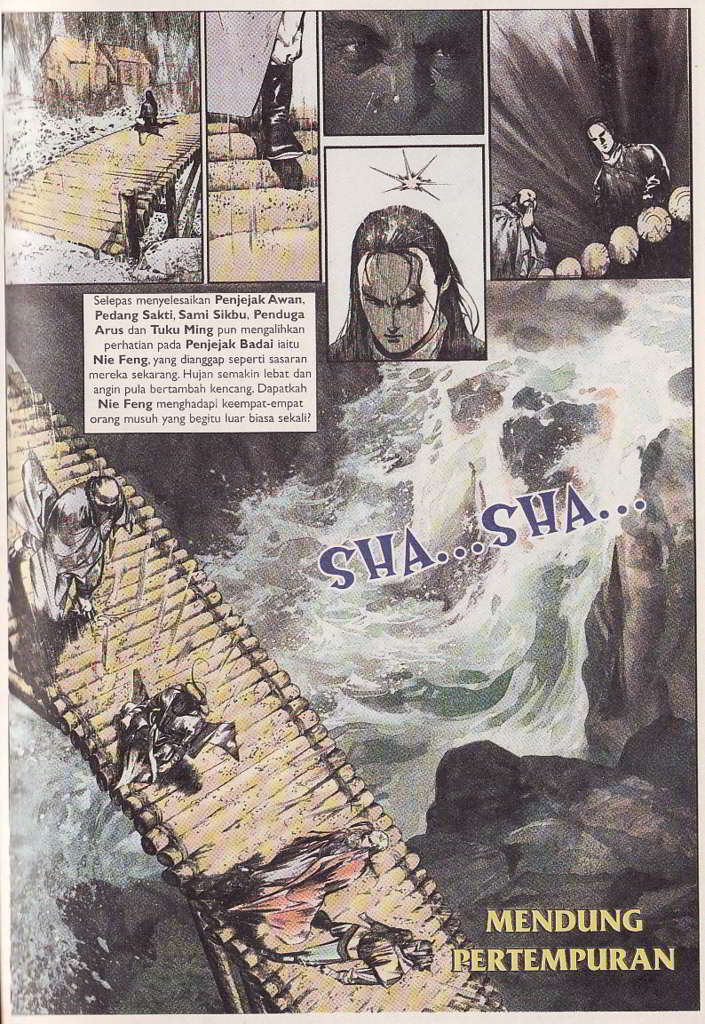 Selepas menyelesaikan Penjejak Awan,
Pedang Sakti, Sami Sikbu, Penduga
Arus dan Tuku Ming pun mengalihkan
perhatian pada Penjejak Badai iaitu
Nie Feng, yang dianggap seperti sasaran
mereka sekarang. Hujan semakin lebat dan
angin pula bertambah kencang. Dapatkah
Nie Feng menghadapi keempat-empat
orang musuh yang begitu luar biasa sekali?
SHA...SHA...
MENDUNG
PERTEMPURAN